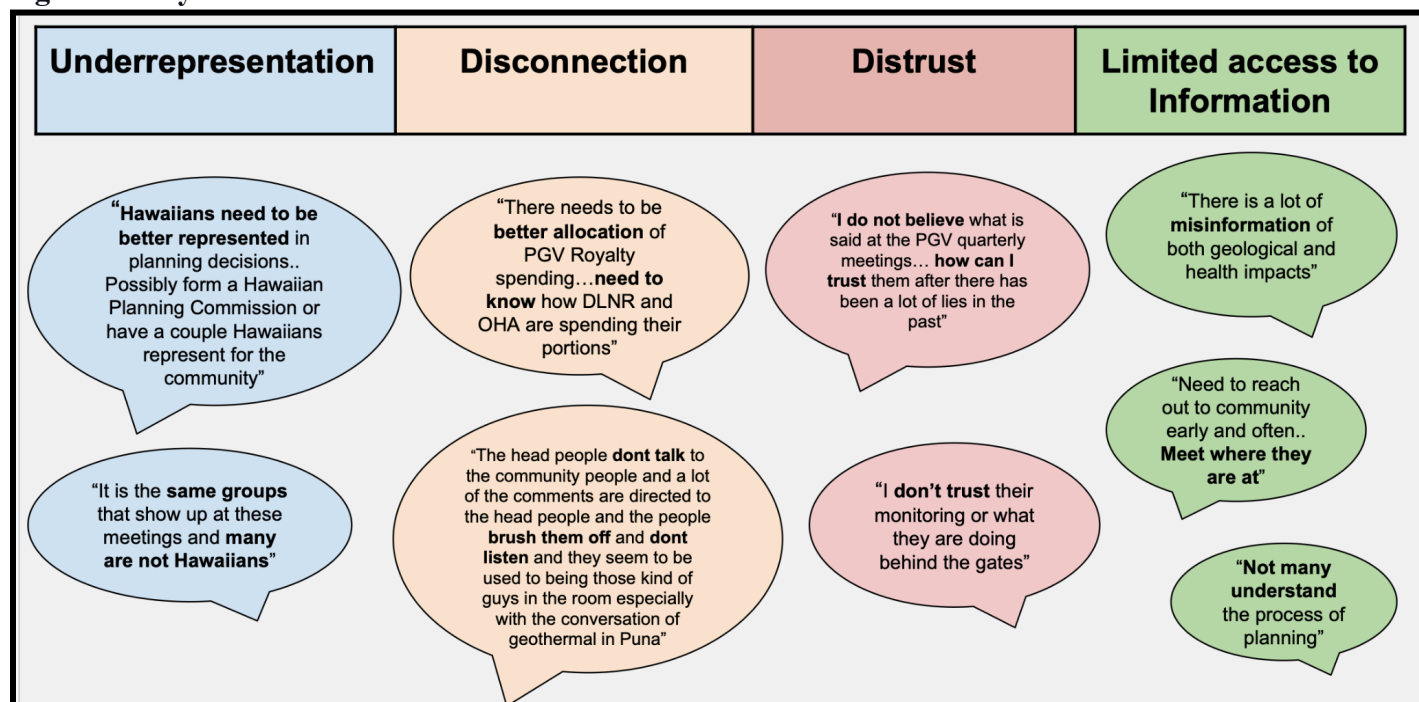 Underrepresentation
Disconnection
Distrust
Limited access to
Information
“Hawaiians need to be
better represented in
planning decisions..
Possibly form a Hawaiian
Planning Commission or
have a couple Hawaiians
represent for the
community”
“It is the same groups
that show up at these
meetings and many
are not Hawaiians”
“There needs to be
better allocation of
PGV Royalty
spending…need to
know how DLNR and
OHA are spending their
portions”
“The head people dont talk to
the community people and a lot
of the comments are directed to
the head people and the people
brush them off and dont
listen and they seem to be
used to being those kind of
guys in the room especially
with the conversation of
geothermal in Puna”
“I do not believe what is
said at the PGV quarterly
meetings… how can I
trust them after there has
been a lot of lies in the
past”
“I don’t trust their
monitoring or what
they are doing
behind the gates”
“There is a lot of
misinformation of
both geological and
health impacts”
“Need to reach
out to community
early and often..
Meet where they
are at”
“Not many
understand
the process of
planning”